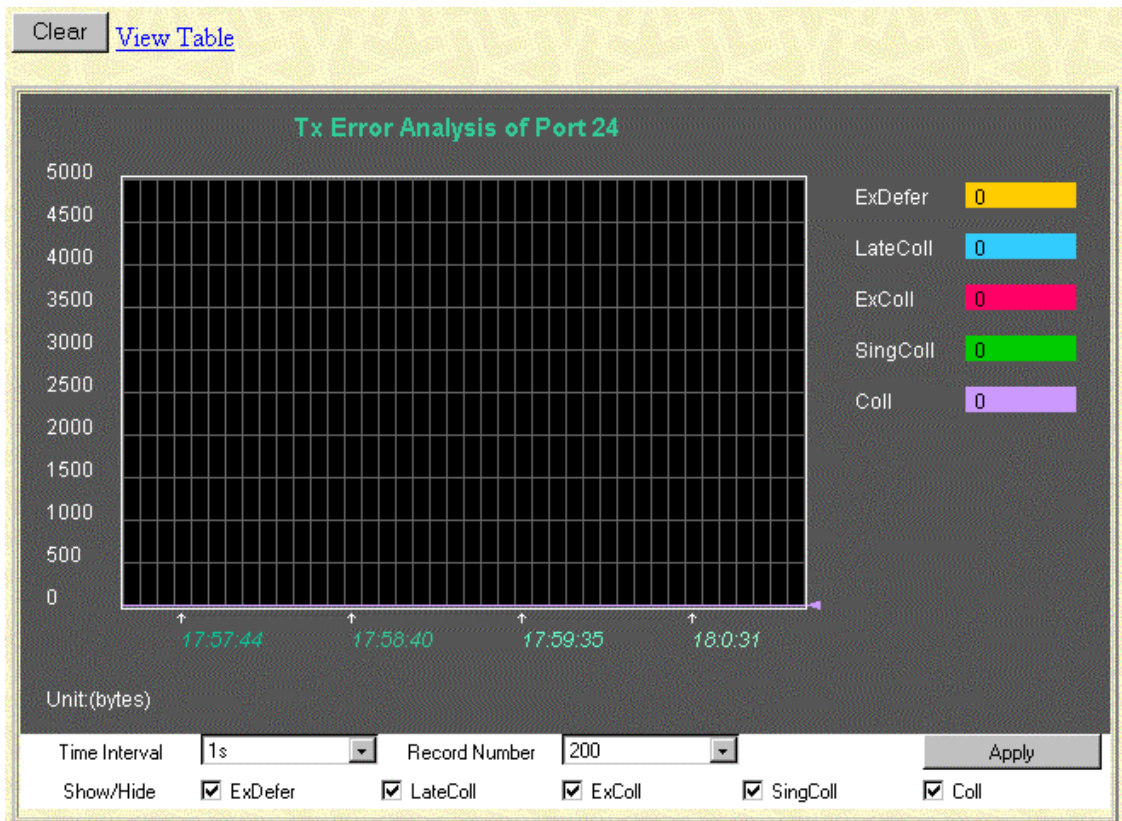 Clear View Table
Tx Error Analysis of Port 24
5000
4500
4000
3500
3000
2500
2000
1500
1000
500
0
ExDefer 0
LateColl 0
ExColl 0
SingColl 0
Coll 0
17:57:44 17:58:40 17:59:35 18:0:31
Unit:(bytes)
Time Interval 1s Record Number 200 Apply
Show/Hide ExDefer LateColl ExColl SingColl Coll